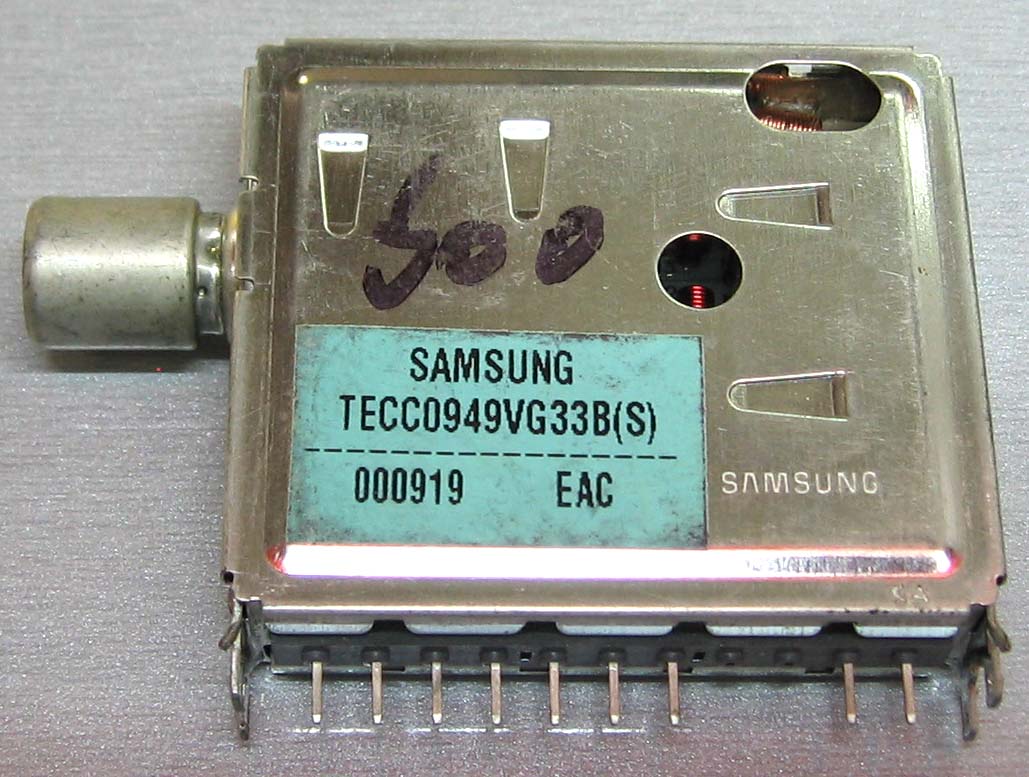 500
SAMSUNG
TECC0949VG33B(S)
000919 EAC
SAMSUNG